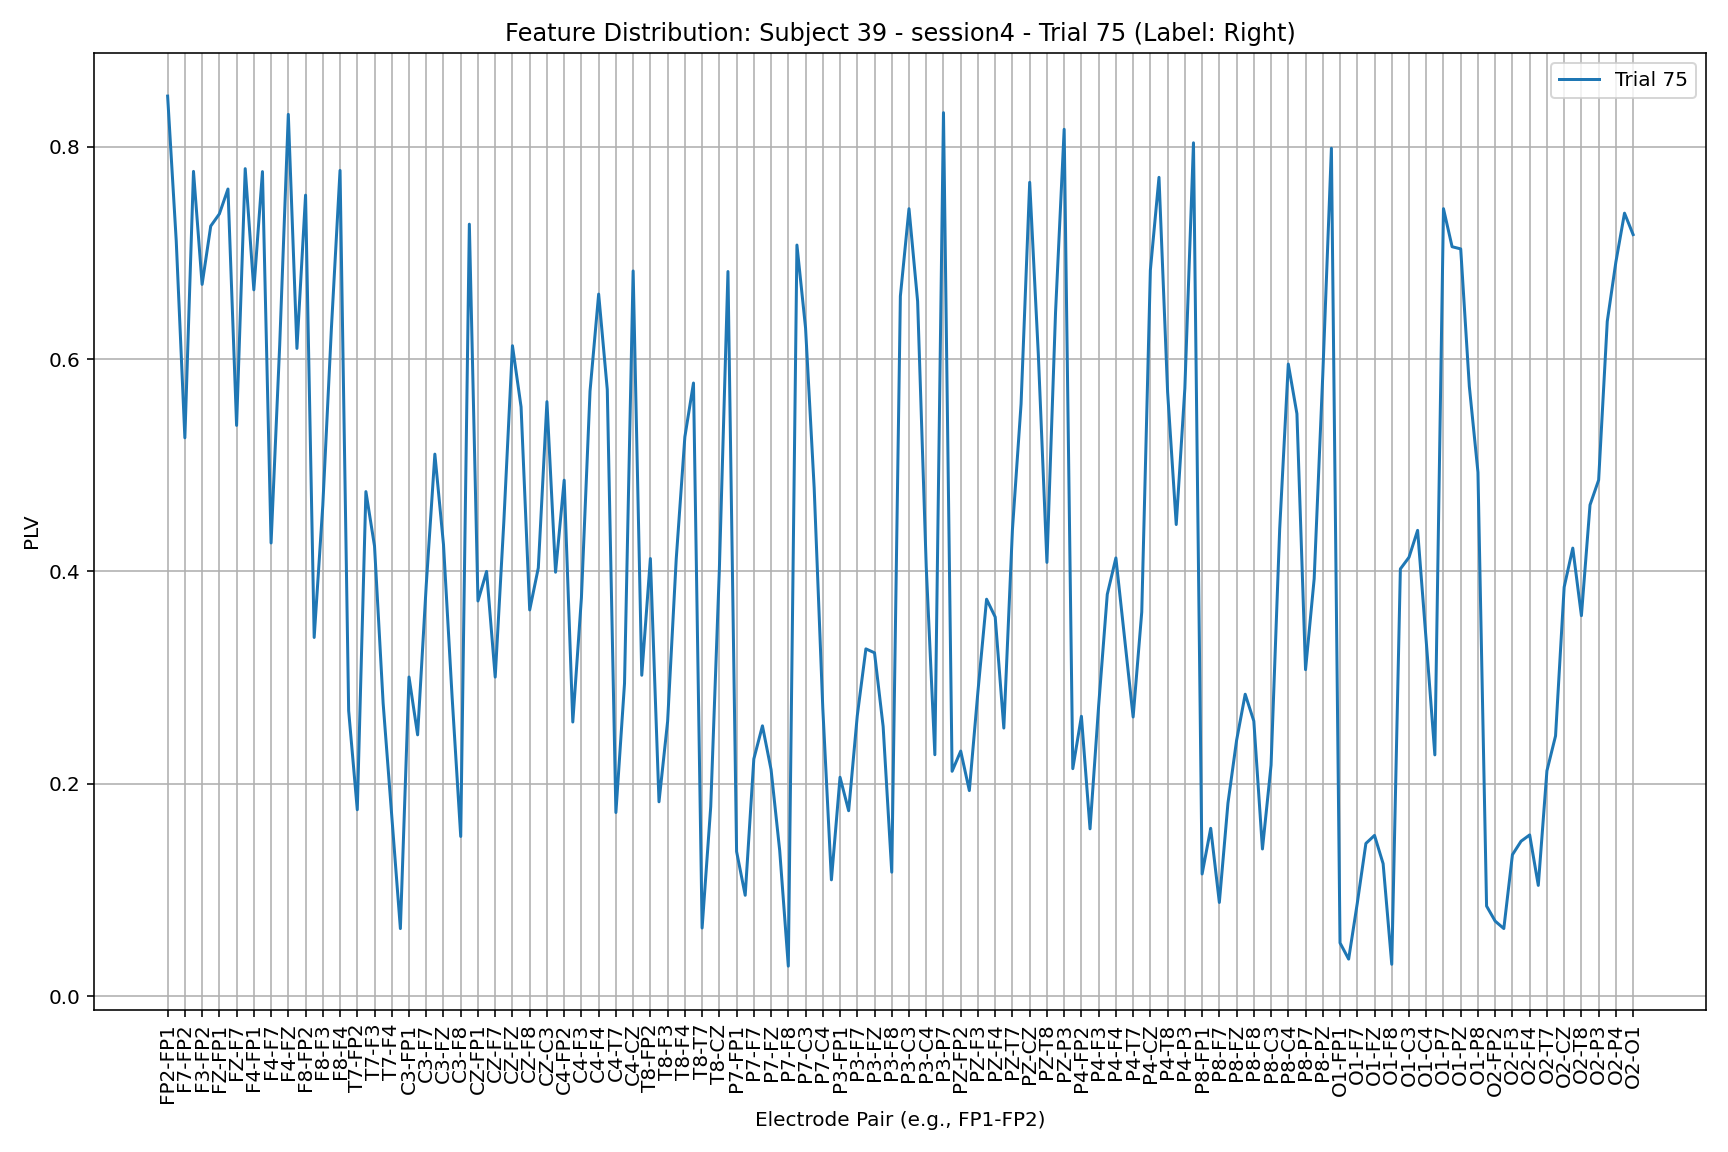 Feature Distribution: Subject 39 - session4 - Trial 75 (Label: Right)
Trial 75
PLV
0.8
0.6
0.4
0.2
0.0
FP2-FP1
F7-FP2
F3-FP2
FZ-FP1
FZ-F7
F4-FP1
F4-F7
F4-FZ
F8-FP2
F8-F3
F8-F4
T7-FP2
T7-F3
T7-F4
C3-FP1
C3-F7
C3-FZ
C3-F8
CZ-FP1
CZ-F7
CZ-FZ
CZ-F8
CZ-C3
C4-FP2
C4-F3
C4-F4
C4-T7
C4-CZ
T8-FP2
T8-F3
T8-F4
T8-T7
T8-CZ
P7-FP1
P7-F7
P7-FZ
P7-F8
P7-C3
P7-C4
P3-FP1
P3-F7
P3-FZ
P3-F8
P3-C3
P3-C4
P3-P7
PZ-FP2
PZ-F3
PZ-F4
PZ-T7
PZ-CZ
PZ-T8
PZ-P3
P4-FP2
P4-F3
P4-F4
P4-T7
P4-CZ
P4-T8
P4-P3
P8-FP1
P8-F7
P8-FZ
P8-F8
P8-C3
P8-C4
P8-P7
P8-PZ
O1-FP1
O1-F7
O1-FZ
O1-F8
O1-C3
O1-C4
O1-P7
O1-PZ
O1-P8
O2-FP2
O2-F3
O2-F4
O2-T7
O2-CZ
O2-T8
O2-P3
O2-P4
O2-O1
Electrode Pair (e.g., FP1-FP2)